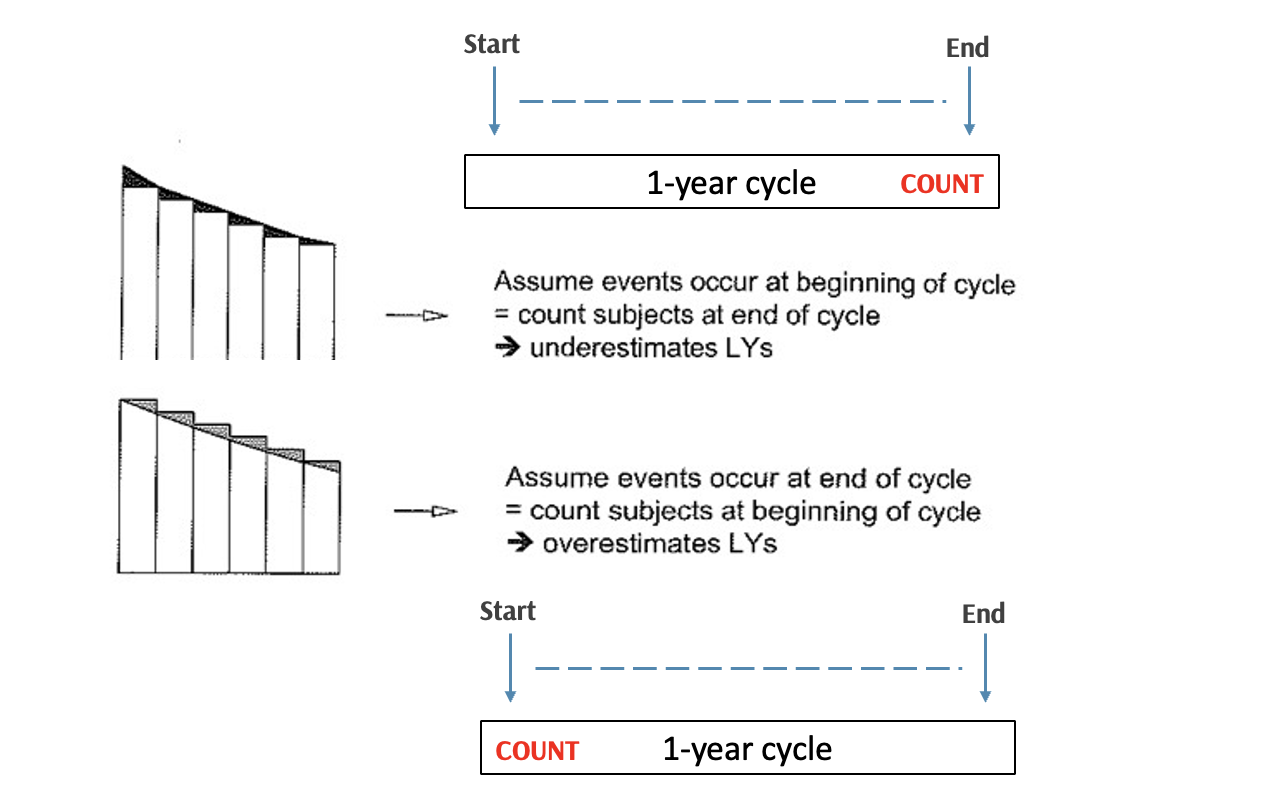 Start
End
1-year cycle
COUNT
Assume events occur at beginning of cycle
= count subjects at end of cycle
➔ underestimates LYs
Assume events occur at end of cycle
= count subjects at beginning of cycle
➔ overestimates LYs
Start
End
COUNT
1-year cycle